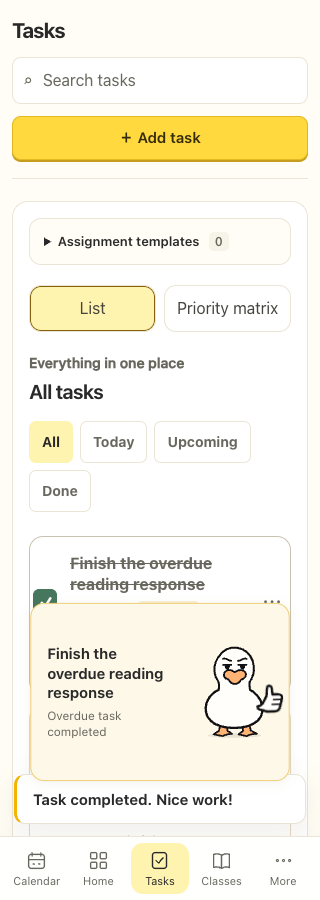 Tasks
Search tasks
+ Add task
Assignment templates 0
List
Priority matrix
Everything in one place
All tasks
All
Today
Upcoming
Done
Finish the overdue
reading response
Finish the
overdue reading
response
Overdue task
completed
Task completed. Nice work!
Calendar
Home
Tasks
Classes
More